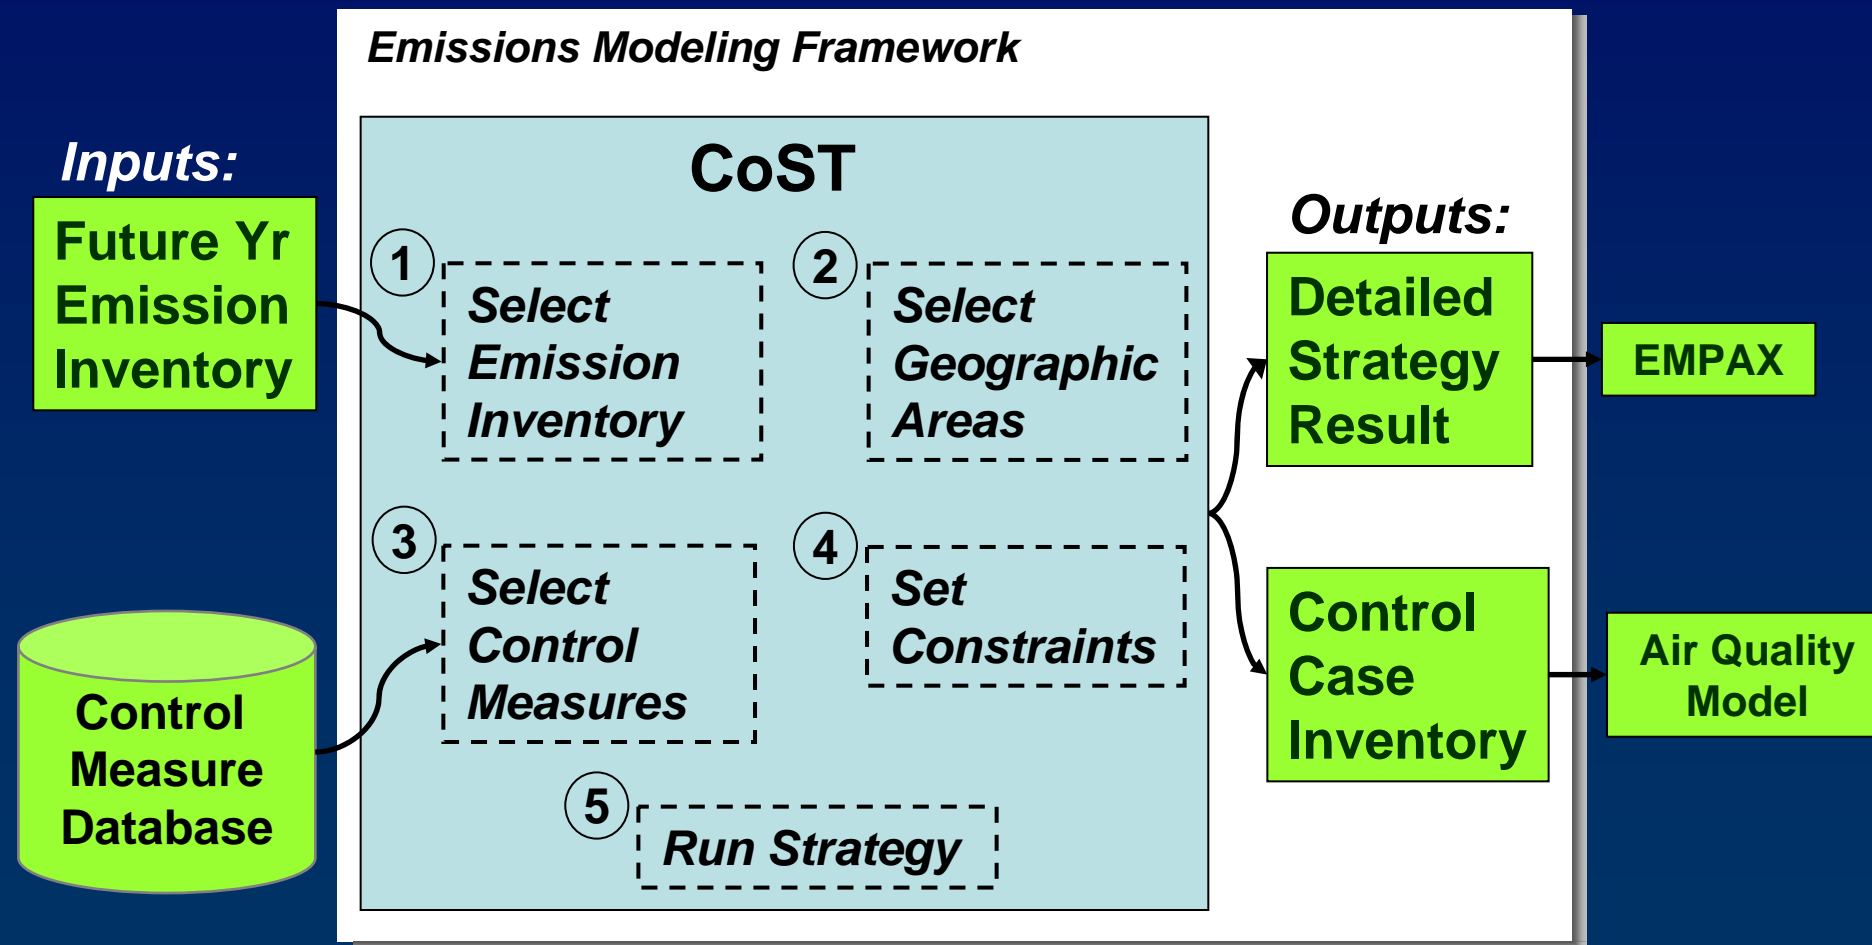 Emissions Modeling Framework
Inputs:
Future Yr
Emission
Inventory
Control
Measure
Database
CoST
1
Select
Emission
Inventory
2
Select
Geographic
Areas
3
Select
Control
Measures
4
Set
Constraints
5
Run Strategy
Outputs:
Detailed
Strategy
Result
Control
Case
Inventory
EMPAX
Air Quality
Model